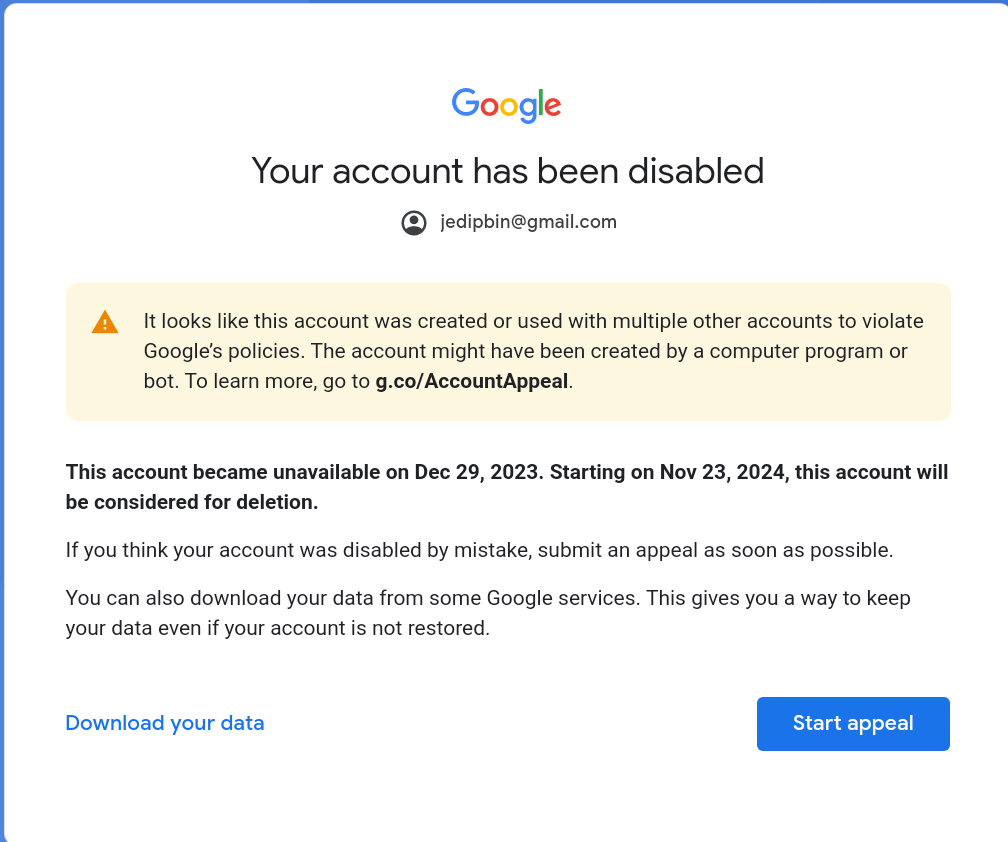 Google
Your account has been disabled
jedipbin@gmail.com
It looks like this account was created or used with multiple other accounts to violate
Google’s policies. The account might have been created by a computer program or
bot. To learn more, go to g.co/AccountAppeal.
This account became unavailable on Dec 29, 2023. Starting on Nov 23, 2024, this account will
be considered for deletion.
If you think your account was disabled by mistake, submit an appeal as soon as possible.
You can also download your data from some Google services. This gives you a way to keep
your data even if your account is not restored.
Download your data
Start appeal